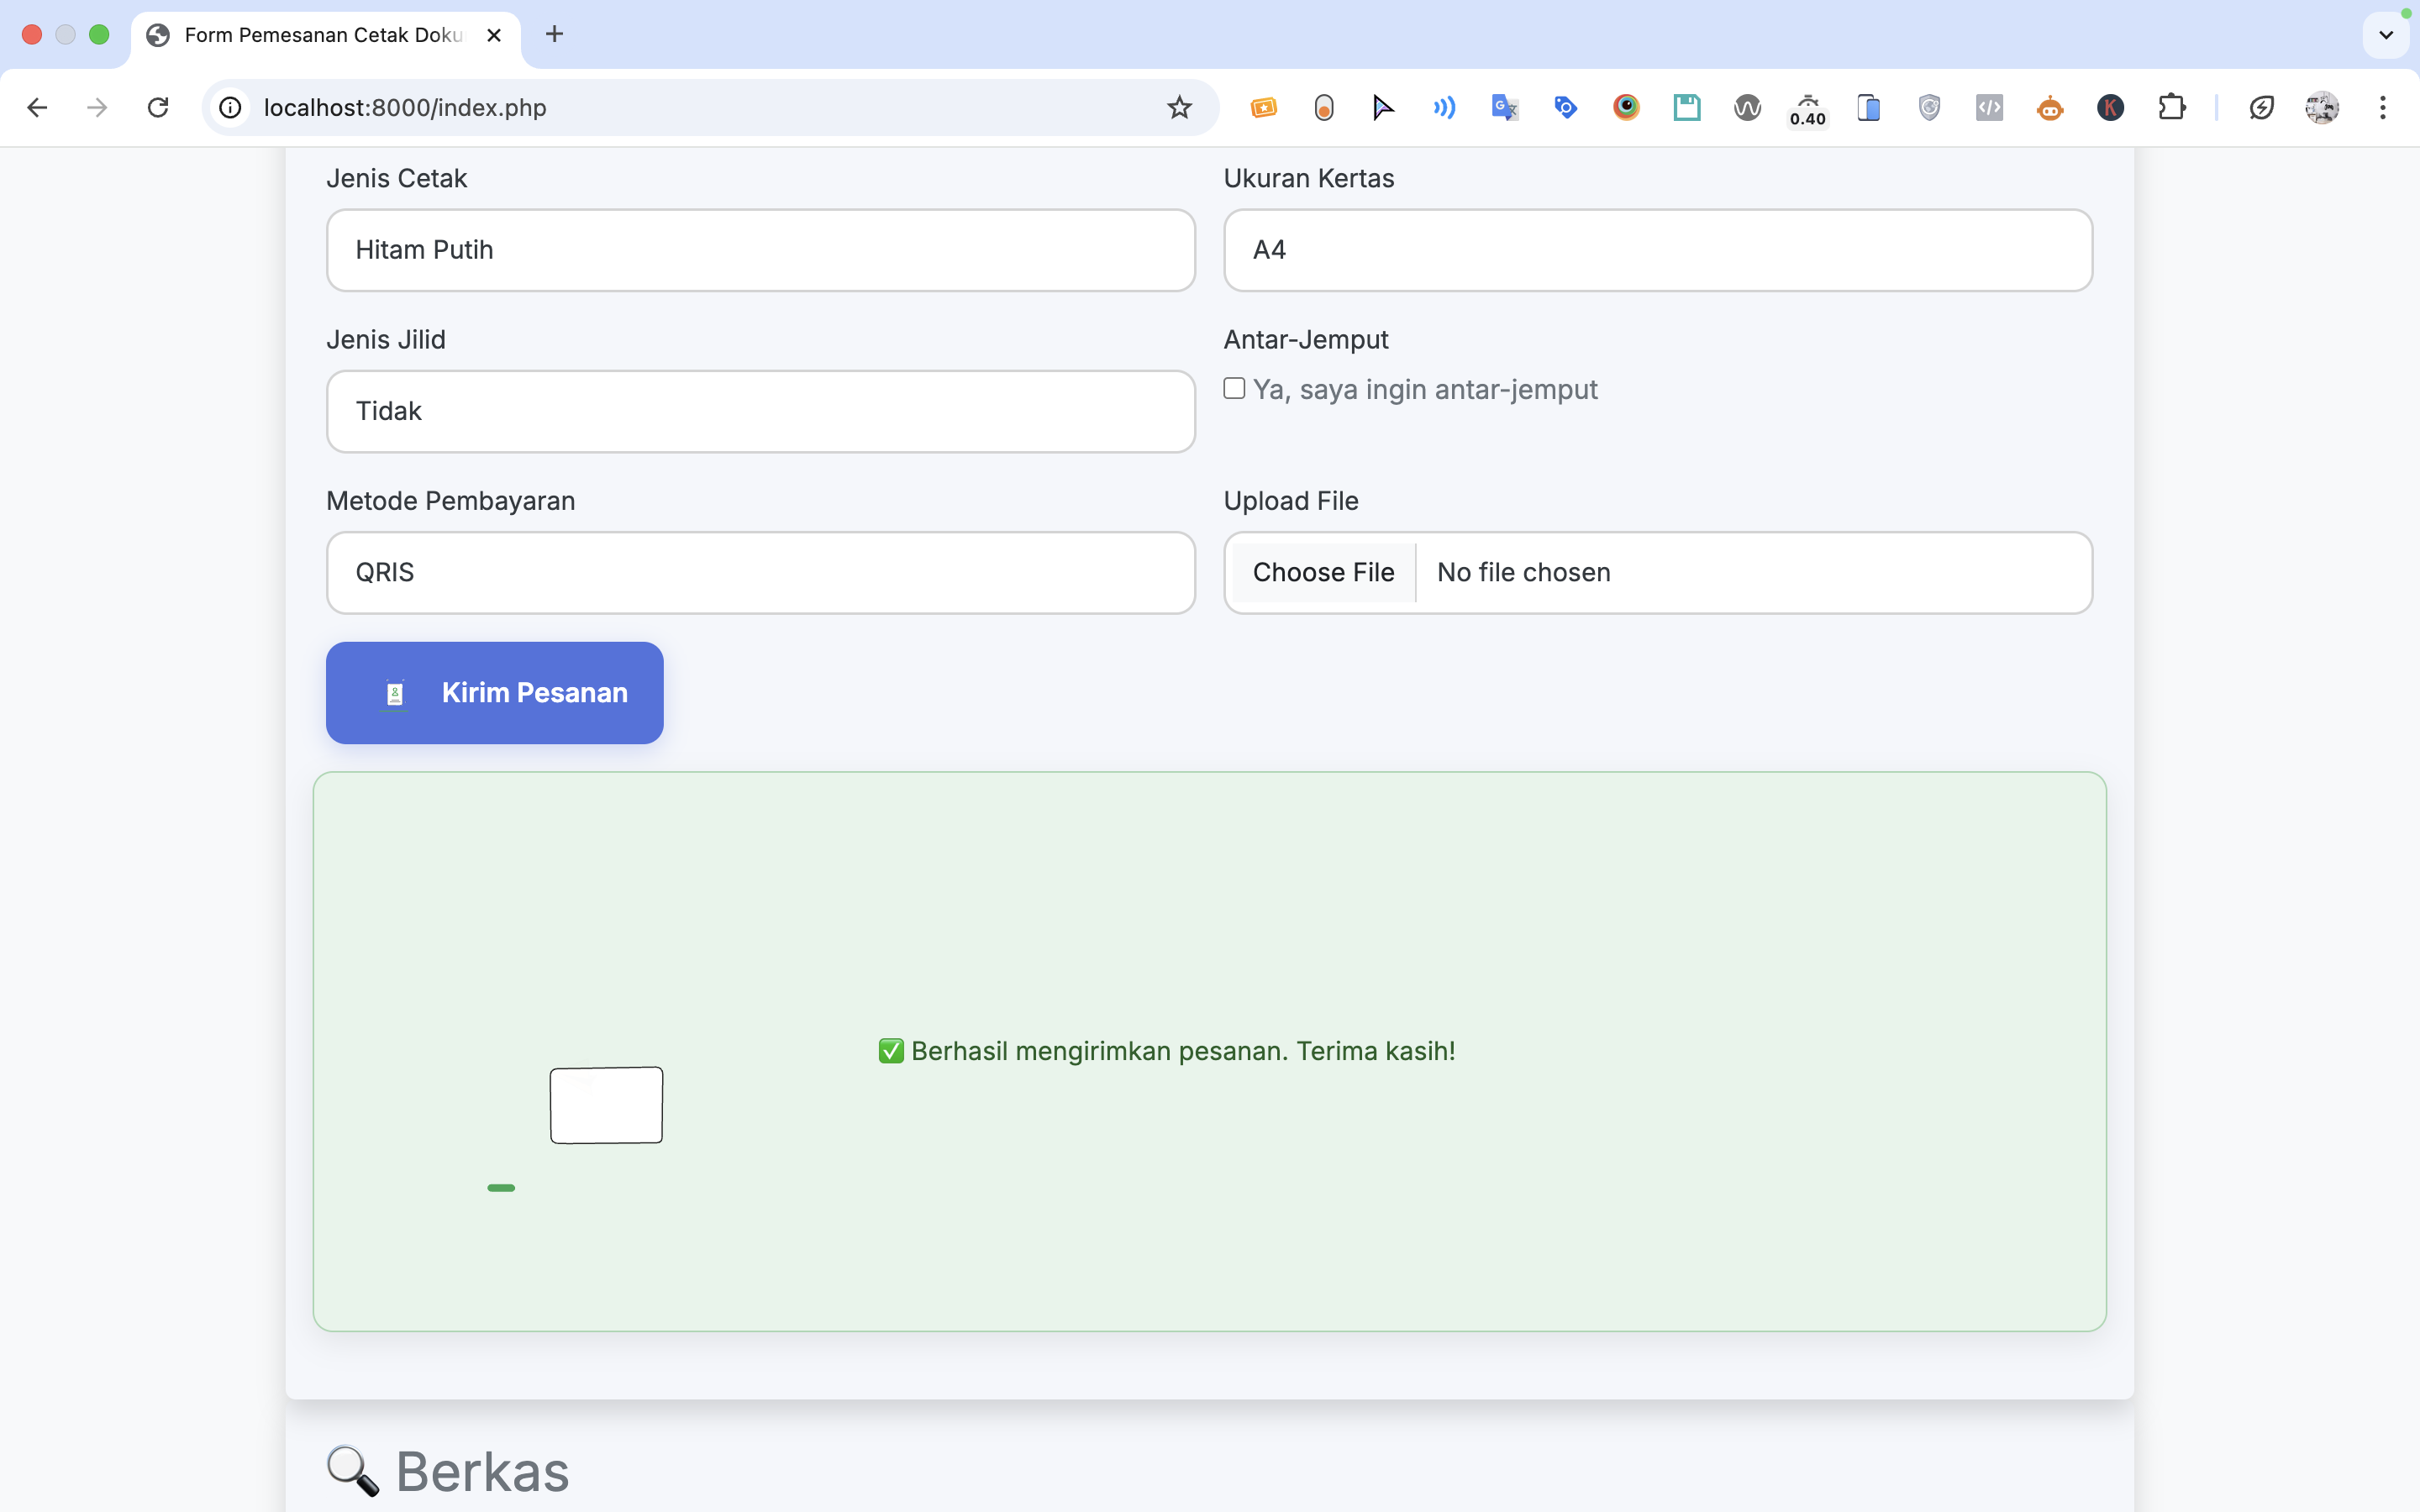 Form Pemesanan Cetak Doku
localhost:8000/index.php
0.40
Jenis Cetak
Ukuran Kertas
Hitam Putih
A4
Jenis Jilid
Antar-Jemput
Tidak
Ya, saya ingin antar-jemput
Metode Pembayaran
Upload File
QRIS
Choose File
No file chosen
Kirim Pesanan
✅ Berhasil mengirimkan pesanan. Terima kasih!
🔍 Berkas